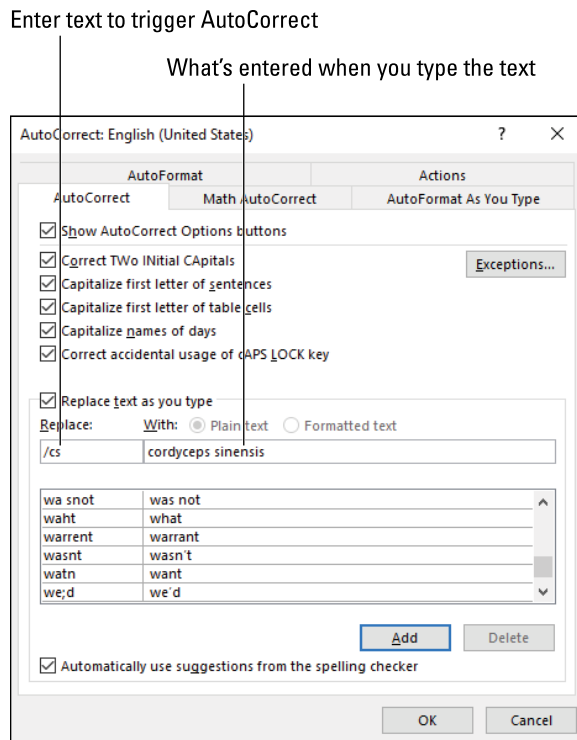 Enter text to trigger AutoCorrect
What's entered when you type the text
AutoCorrect: English (United States) ? ✕
AutoFormat Actions
AutoCorrect Math AutoCorrect AutoFormat As You Type
Show AutoCorrect Options buttons
Correct TWo INitial CApitals
Exceptions...
Capitalize first letter of sentences
Capitalize first letter of table cells
Capitalize names of days
Correct accidental usage of cAPS LOCK key
Replace text as you type
Replace: With: Plain text Formatted text
/cs cordyceps sinensis
wa snot was not
waht what
warrent warrant
wasnt wasn't
watn want
we;d we'd
Add Delete
Automatically use suggestions from the spelling checker
OK Cancel